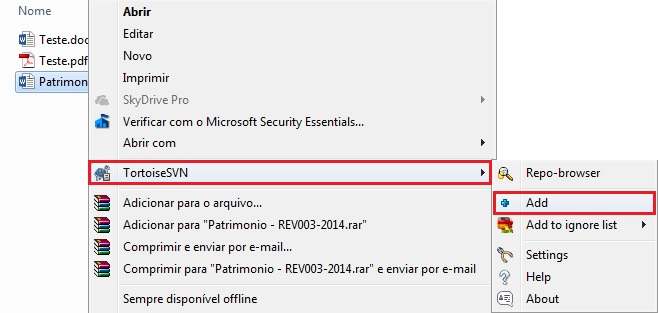 Nome
Teste.doc
Teste.pdf
Patrimon
Abrir
Editar
Novo
Imprimir
SkyDrive Pro
Verificar com o Microsoft Security Essentials...
Abrir com
TortoiseSVN
Adicionar para o arquivo...
Adicionar para "Patrimonio - REV003-2014.rar"
Comprimir e enviar por e-mail...
Comprimir para "Patrimonio - REV003-2014.rar" e enviar por e-mail
Sempre disponível offline
Repo-browser
Add
Add to ignore list
Settings
Help
About